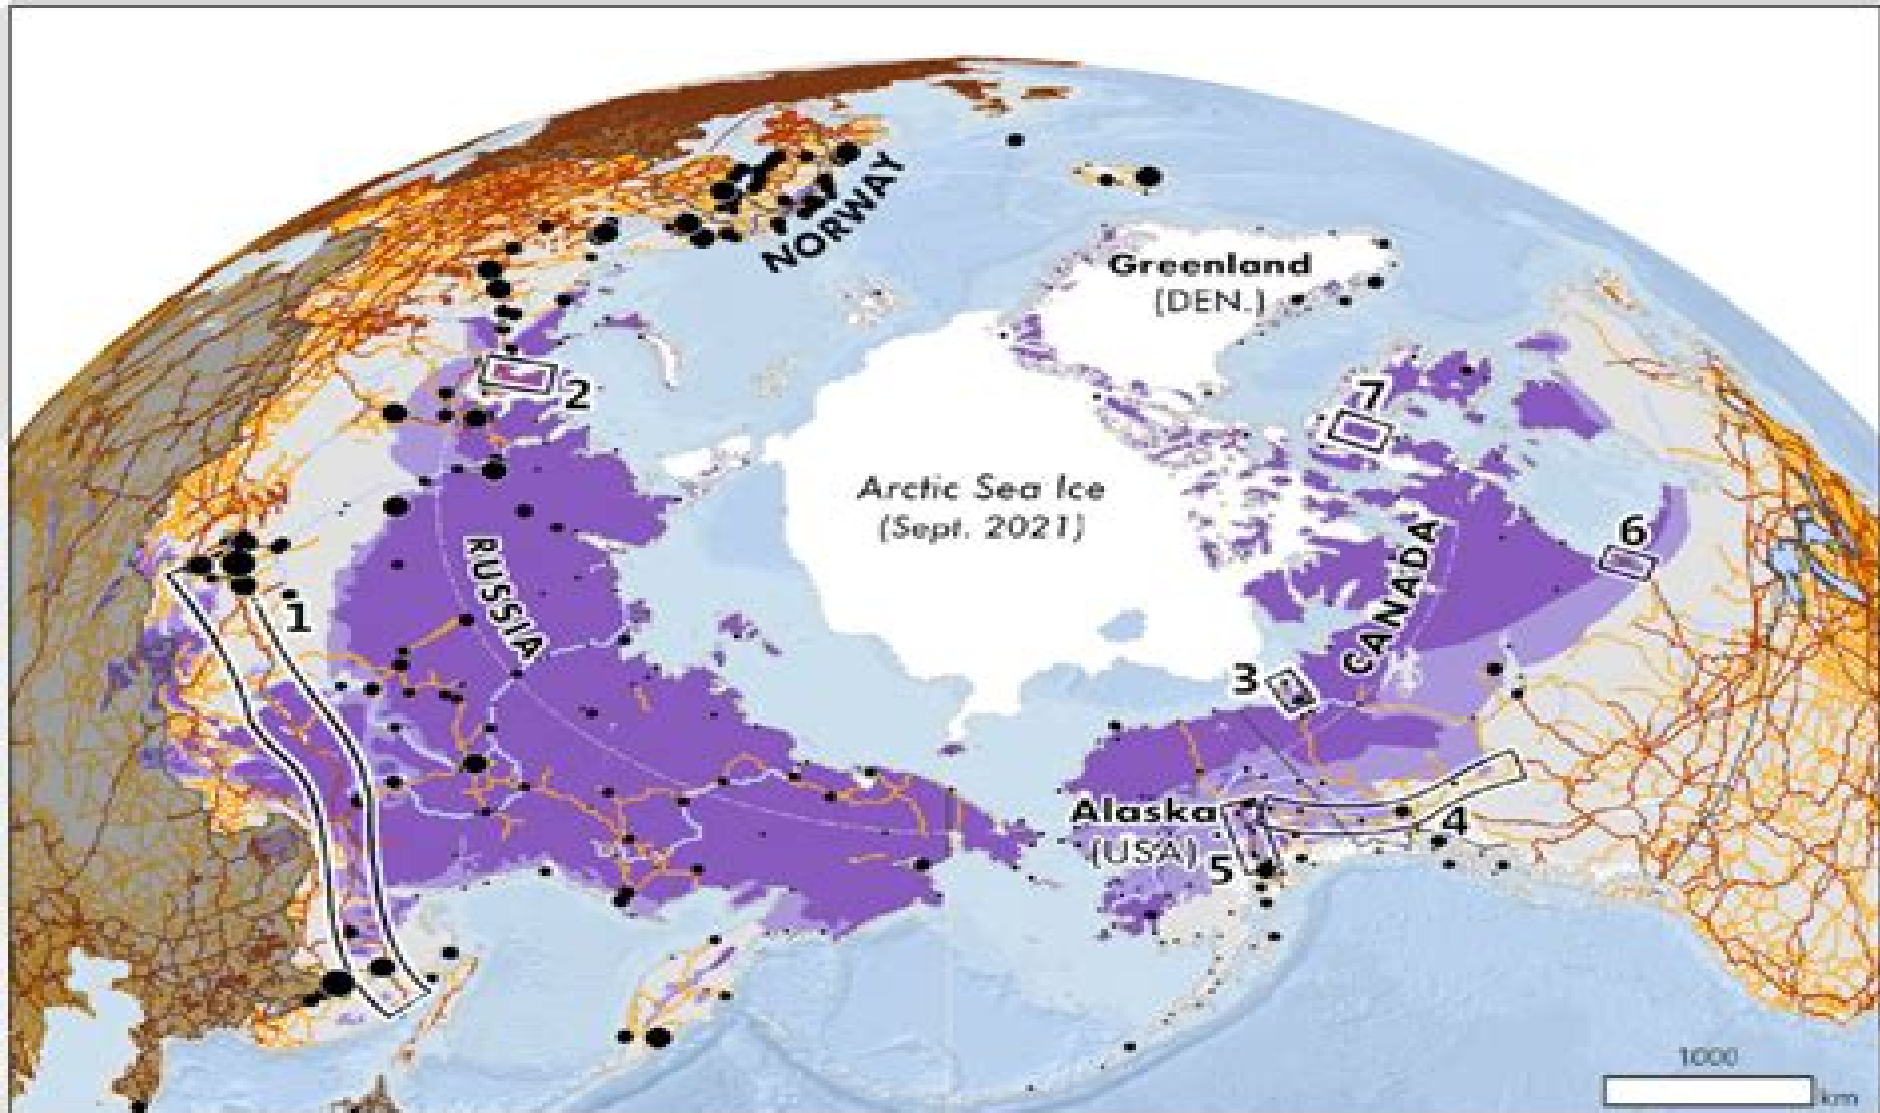 NORWAY
Greenland
(DEN.)
2
7
Arctic Sea Ice
(Sept. 2021)
RUSSIA
CANADA
6
1
3
Alaska
(USA)
4
5
1000
km